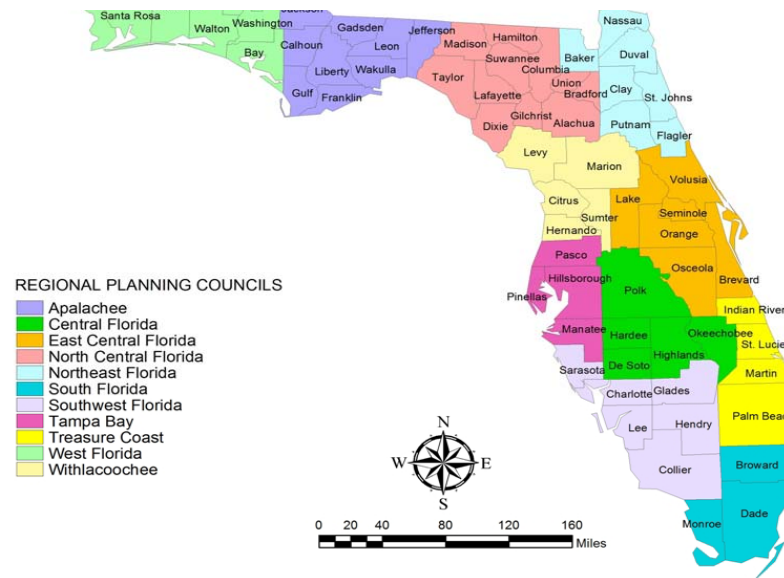 Jackson
Santa Rosa
Walton
Washington
Bay
Calhoun
Gadsden
Jefferson
Leon
Liberty
Wakulla
Gulf
Franklin
Madison
Hamilton
Suwannee
Columbia
Taylor
Lafayette
Union
Bradford
Gilchrist
Dixie
Alachua
Baker
Nassau
Duval
Clay
St. Johns
Putnam
Flagler
Levy
Marion
Citrus
Sumter
Hernando
Lake
Volusia
Seminole
Orange
Osceola
Brevard
Pasco
Hillsborough
Pinellas
Manatee
Polk
Hardee
Okeechobee
De Soto
Highlands
Indian River
St. Lucie
Martin
Palm Beac
Sarasota
Charlotte
Glades
Lee
Hendry
Collier
Broward
Dade
Monroe
REGIONAL PLANNING COUNCILS
Apalachee
Central Florida
East Central Florida
North Central Florida
Northeast Florida
South Florida
Southwest Florida
Tampa Bay
Treasure Coast
West Florida
Withlacoochee
N
W E
S
0 20 40 80 120 160
Miles